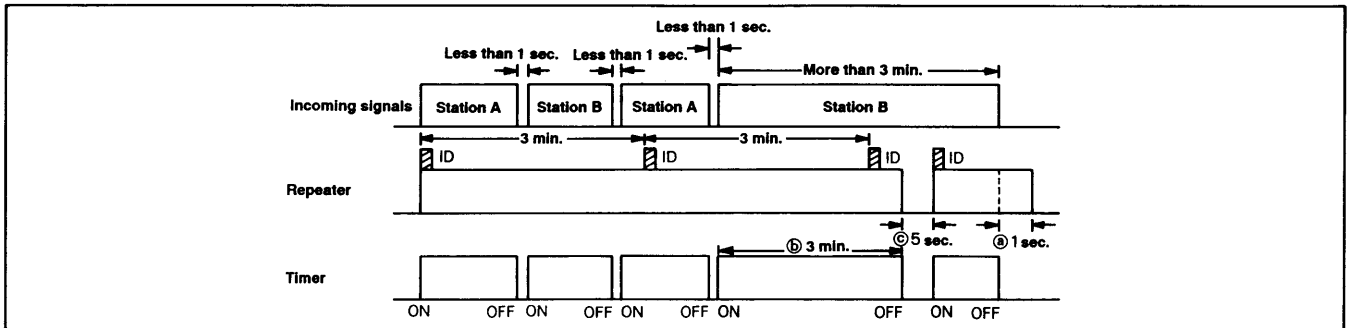 Less than 1 sec.
Less than 1 sec. Less than 1 sec.
More than 3 min.
Incoming signals Station A Station B Station A Station B
3 min. 3 min.
ID ID ID ID
Repeater
ⓒ 5 sec. ⓐ 1 sec.
ⓑ 3 min.
Timer
ON OFF ON OFF ON OFF ON OFF ON OFF